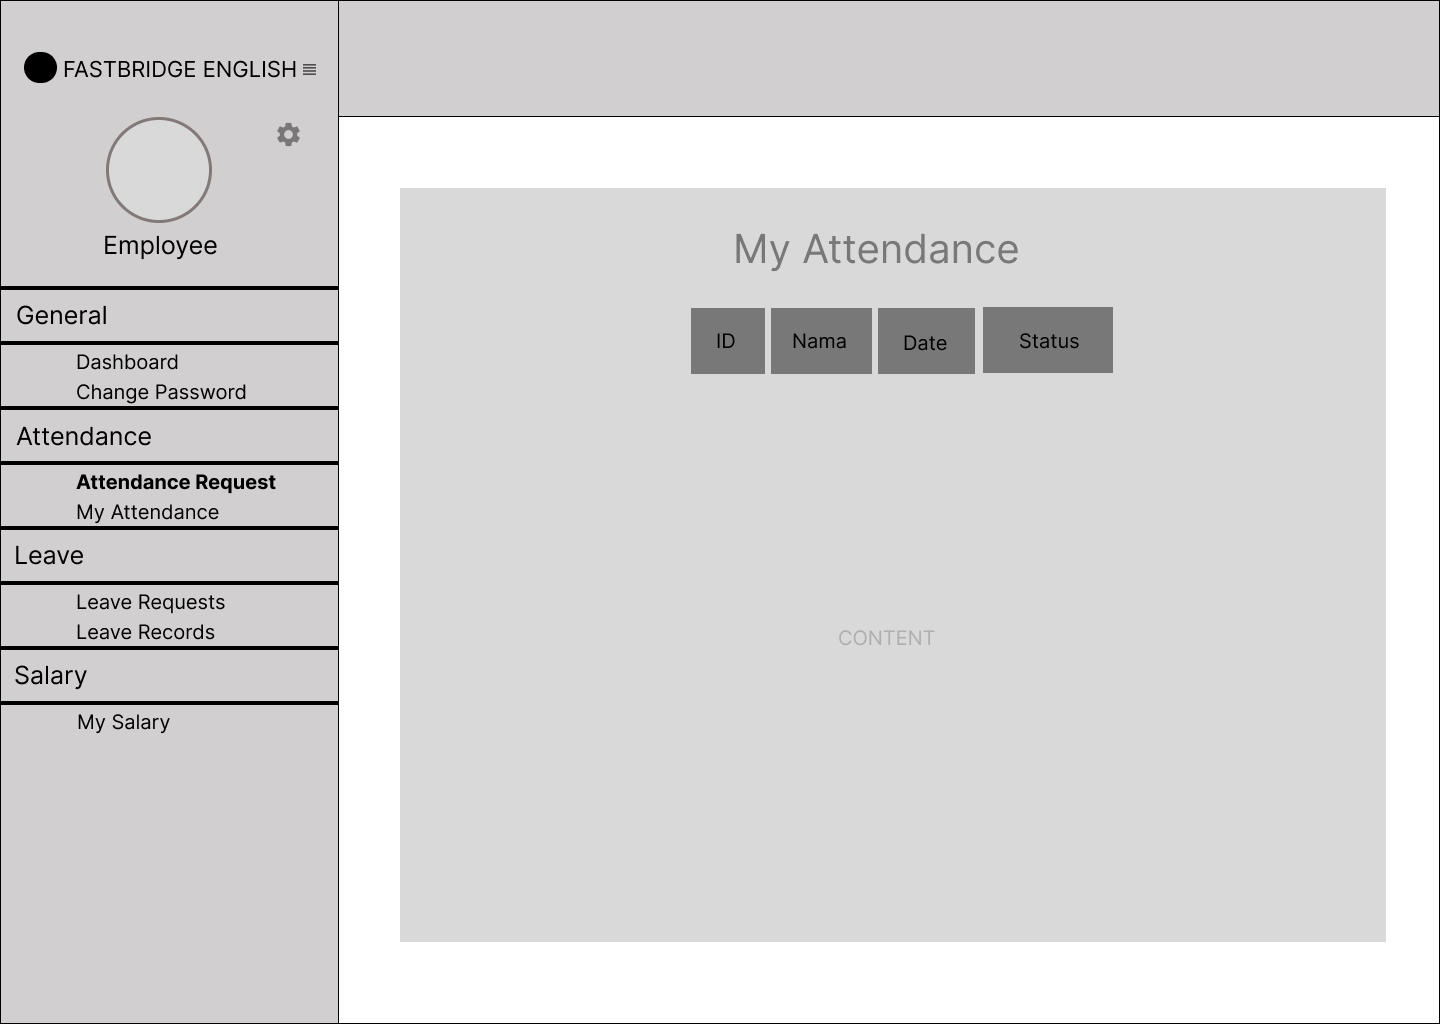 FASTBRIDGE ENGLISH
Employee
General
Dashboard
Change Password
Attendance
Attendance Request
My Attendance
Leave
Leave Requests
Leave Records
Salary
My Salary
My Attendance
ID Nama Date Status
CONTENT